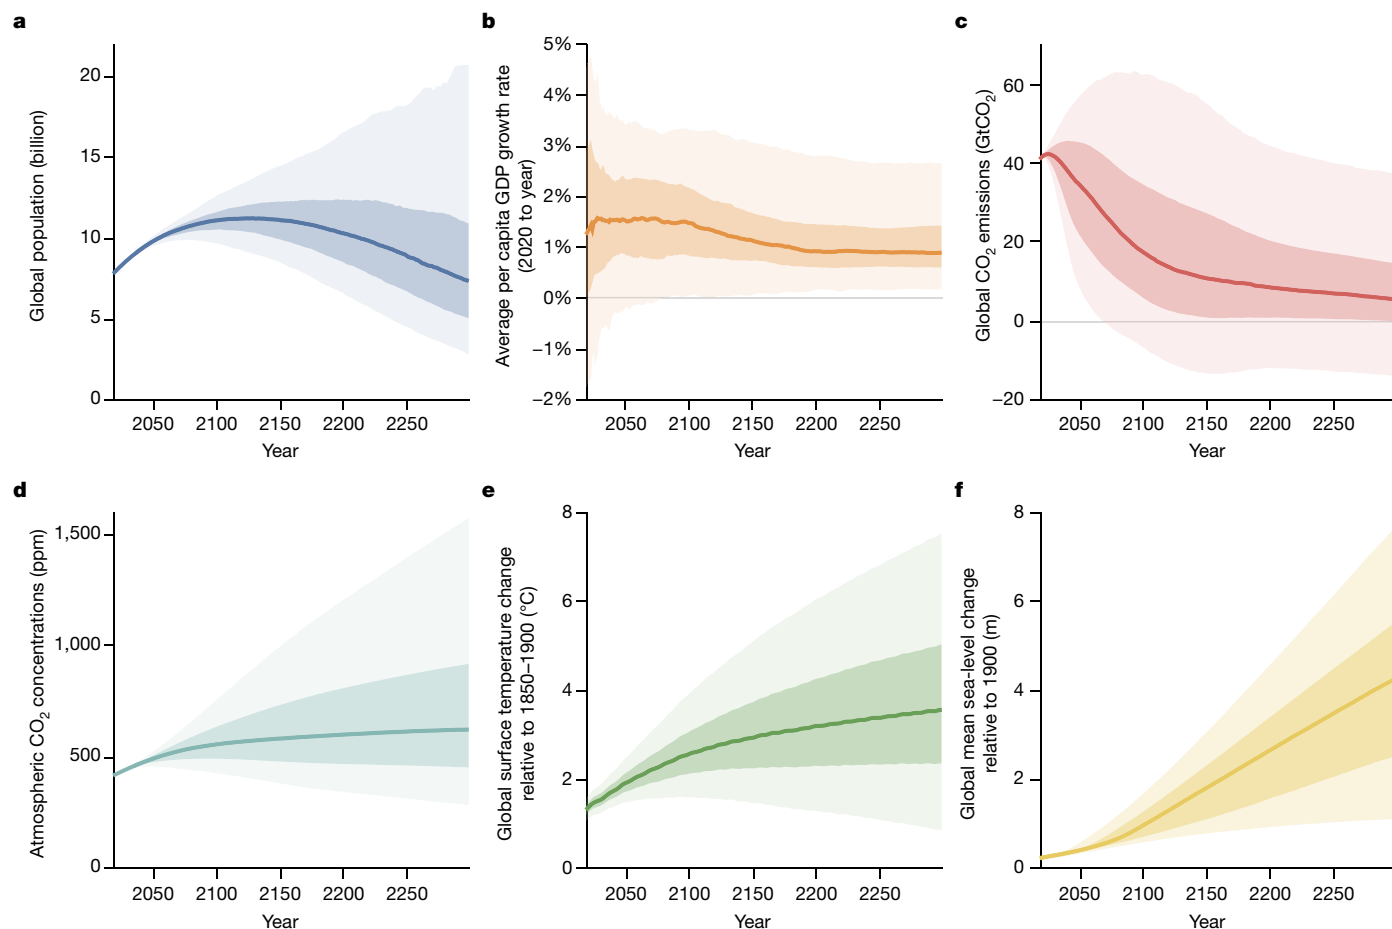 a
Global population (billion)
20
15
10
5
0
2050 2100 2150 2200 2250
Year
b
Average per capita GDP growth rate
(2020 to year)
5%
4%
3%
2%
1%
0%
−1%
−2%
2050 2100 2150 2200 2250
Year
c
Global CO2 emissions (GtCO2)
60
40
20
0
−20
2050 2100 2150 2200 2250
Year
d
Atmospheric CO2 concentrations (ppm)
1,500
1,000
500
0
2050 2100 2150 2200 2250
Year
e
Global surface temperature change
relative to 1850–1900 (°C)
8
6
4
2
0
2050 2100 2150 2200 2250
Year
f
Global mean sea-level change
relative to 1900 (m)
8
6
4
2
0
2050 2100 2150 2200 2250
Year